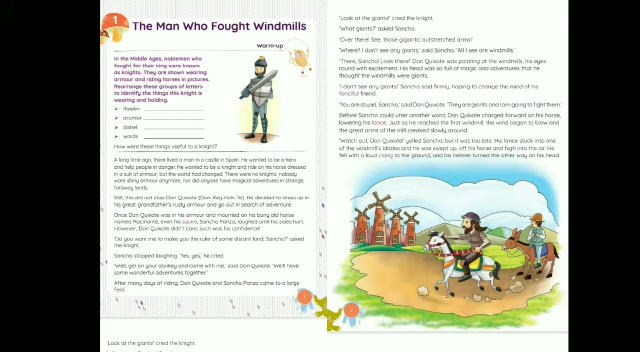 1
The Man Who Fought Windmills
Warm-up
In the Middle Ages, noblemen who
fought for their king were known
as knights. They are shown wearing
armour and riding horses in pictures.
Rearrange these groups of letters
to identify the things this knight is
wearing and holding.
➤ theelm
➤ arumor
➤ dishel
➤ words
How were these things useful to a knight?
A long time ago, there lived a man in a castle in Spain. He wanted to be a hero
and help people in danger. He wanted to be a knight and ride on his horse dressed
in a suit of armour, but the world had changed. There were no knights, nobody
wore shiny armour anymore, nor did anyone have magical adventures in strange,
faraway lands.
Still, this did not stop Don Quixote (Don-Key-Hoh-Te). He decided to dress up in
his great-grandfather's rusty armour and go out in search of adventure.
Once Don Quixote was in his armour and mounted on his bony old horse
named Rocinante, even his squire, Sancho Panza, laughed until his sides hurt.
However, Don Quixote didn't care; such was his confidence!
'Do you want me to make you the ruler of some distant land, Sancho?' asked
the knight.
Sancho stopped laughing. 'Yes, yes,' he cried.
'Well, get on your donkey and come with me,' said Don Quixote. 'We'll have
some wonderful adventures together.'
After many days of riding, Don Quixote and Sancho Panza came to a large
field.
'Look at the giants!' cried the knight.
'What giants?' asked Sancho.
'Over there! See, those gigantic, outstretched arms!'
'Where? I don't see any giants,' said Sancho. 'All I see are windmills.'
'There, Sancho! Look there!' Don Quixote was pointing at the windmills, his eyes
round with excitement. His head was so full of magic and adventures that he
thought the windmills were giants.
'I don't see any giants!' Sancho said firmly, hoping to change the mind of his
fanciful friend.
'You are stupid, Sancho,' said Don Quixote. 'They are giants and I am going to fight them.'
Before Sancho could utter another word, Don Quixote charged forward on his horse,
lowering his lance. Just as he reached the first windmill, the wind began to blow and
the great arms of the mill creaked slowly around.
'Watch out, Don Quixote!' yelled Sancho, but it was too late. His lance stuck into one
of the windmill's blades and he was swept up, off his horse and high into the air. He
fell with a loud clang to the ground, and his helmet turned the other way on his head.
'Look at the giants!' cried the knight.